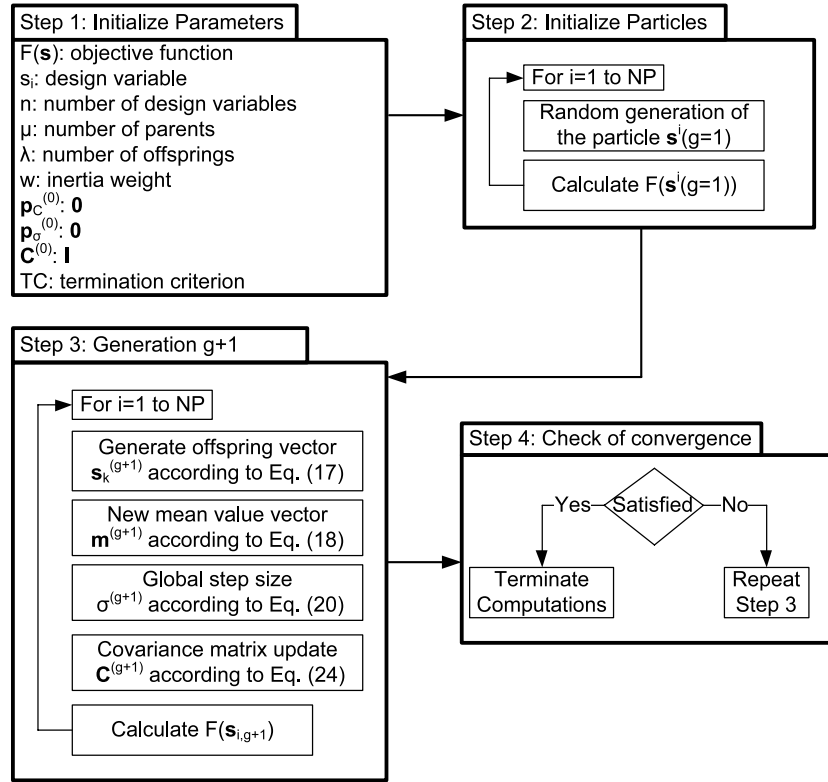 Step 1: Initialize Parameters
F(s): objective function
sᵢ: design variable
n: number of design variables
μ: number of parents
λ: number of offsprings
w: inertia weight
p_C⁽⁰⁾: 0
p_σ⁽⁰⁾: 0
C⁽⁰⁾: I
TC: termination criterion
Step 2: Initialize Particles
For i=1 to NP
Random generation of
the particle sⁱ(g=1)
Calculate F(sⁱ(g=1))
Step 3: Generation g+1
For i=1 to NP
Generate offspring vector
s_k⁽ᵍ⁺¹⁾ according to Eq. (17)
New mean value vector
m⁽ᵍ⁺¹⁾ according to Eq. (18)
Global step size
σ⁽ᵍ⁺¹⁾ according to Eq. (20)
Covariance matrix update
C⁽ᵍ⁺¹⁾ according to Eq. (24)
Calculate F(s_i,g+1)
Step 4: Check of convergence
Yes
Satisfied
No
Terminate
Computations
Repeat
Step 3